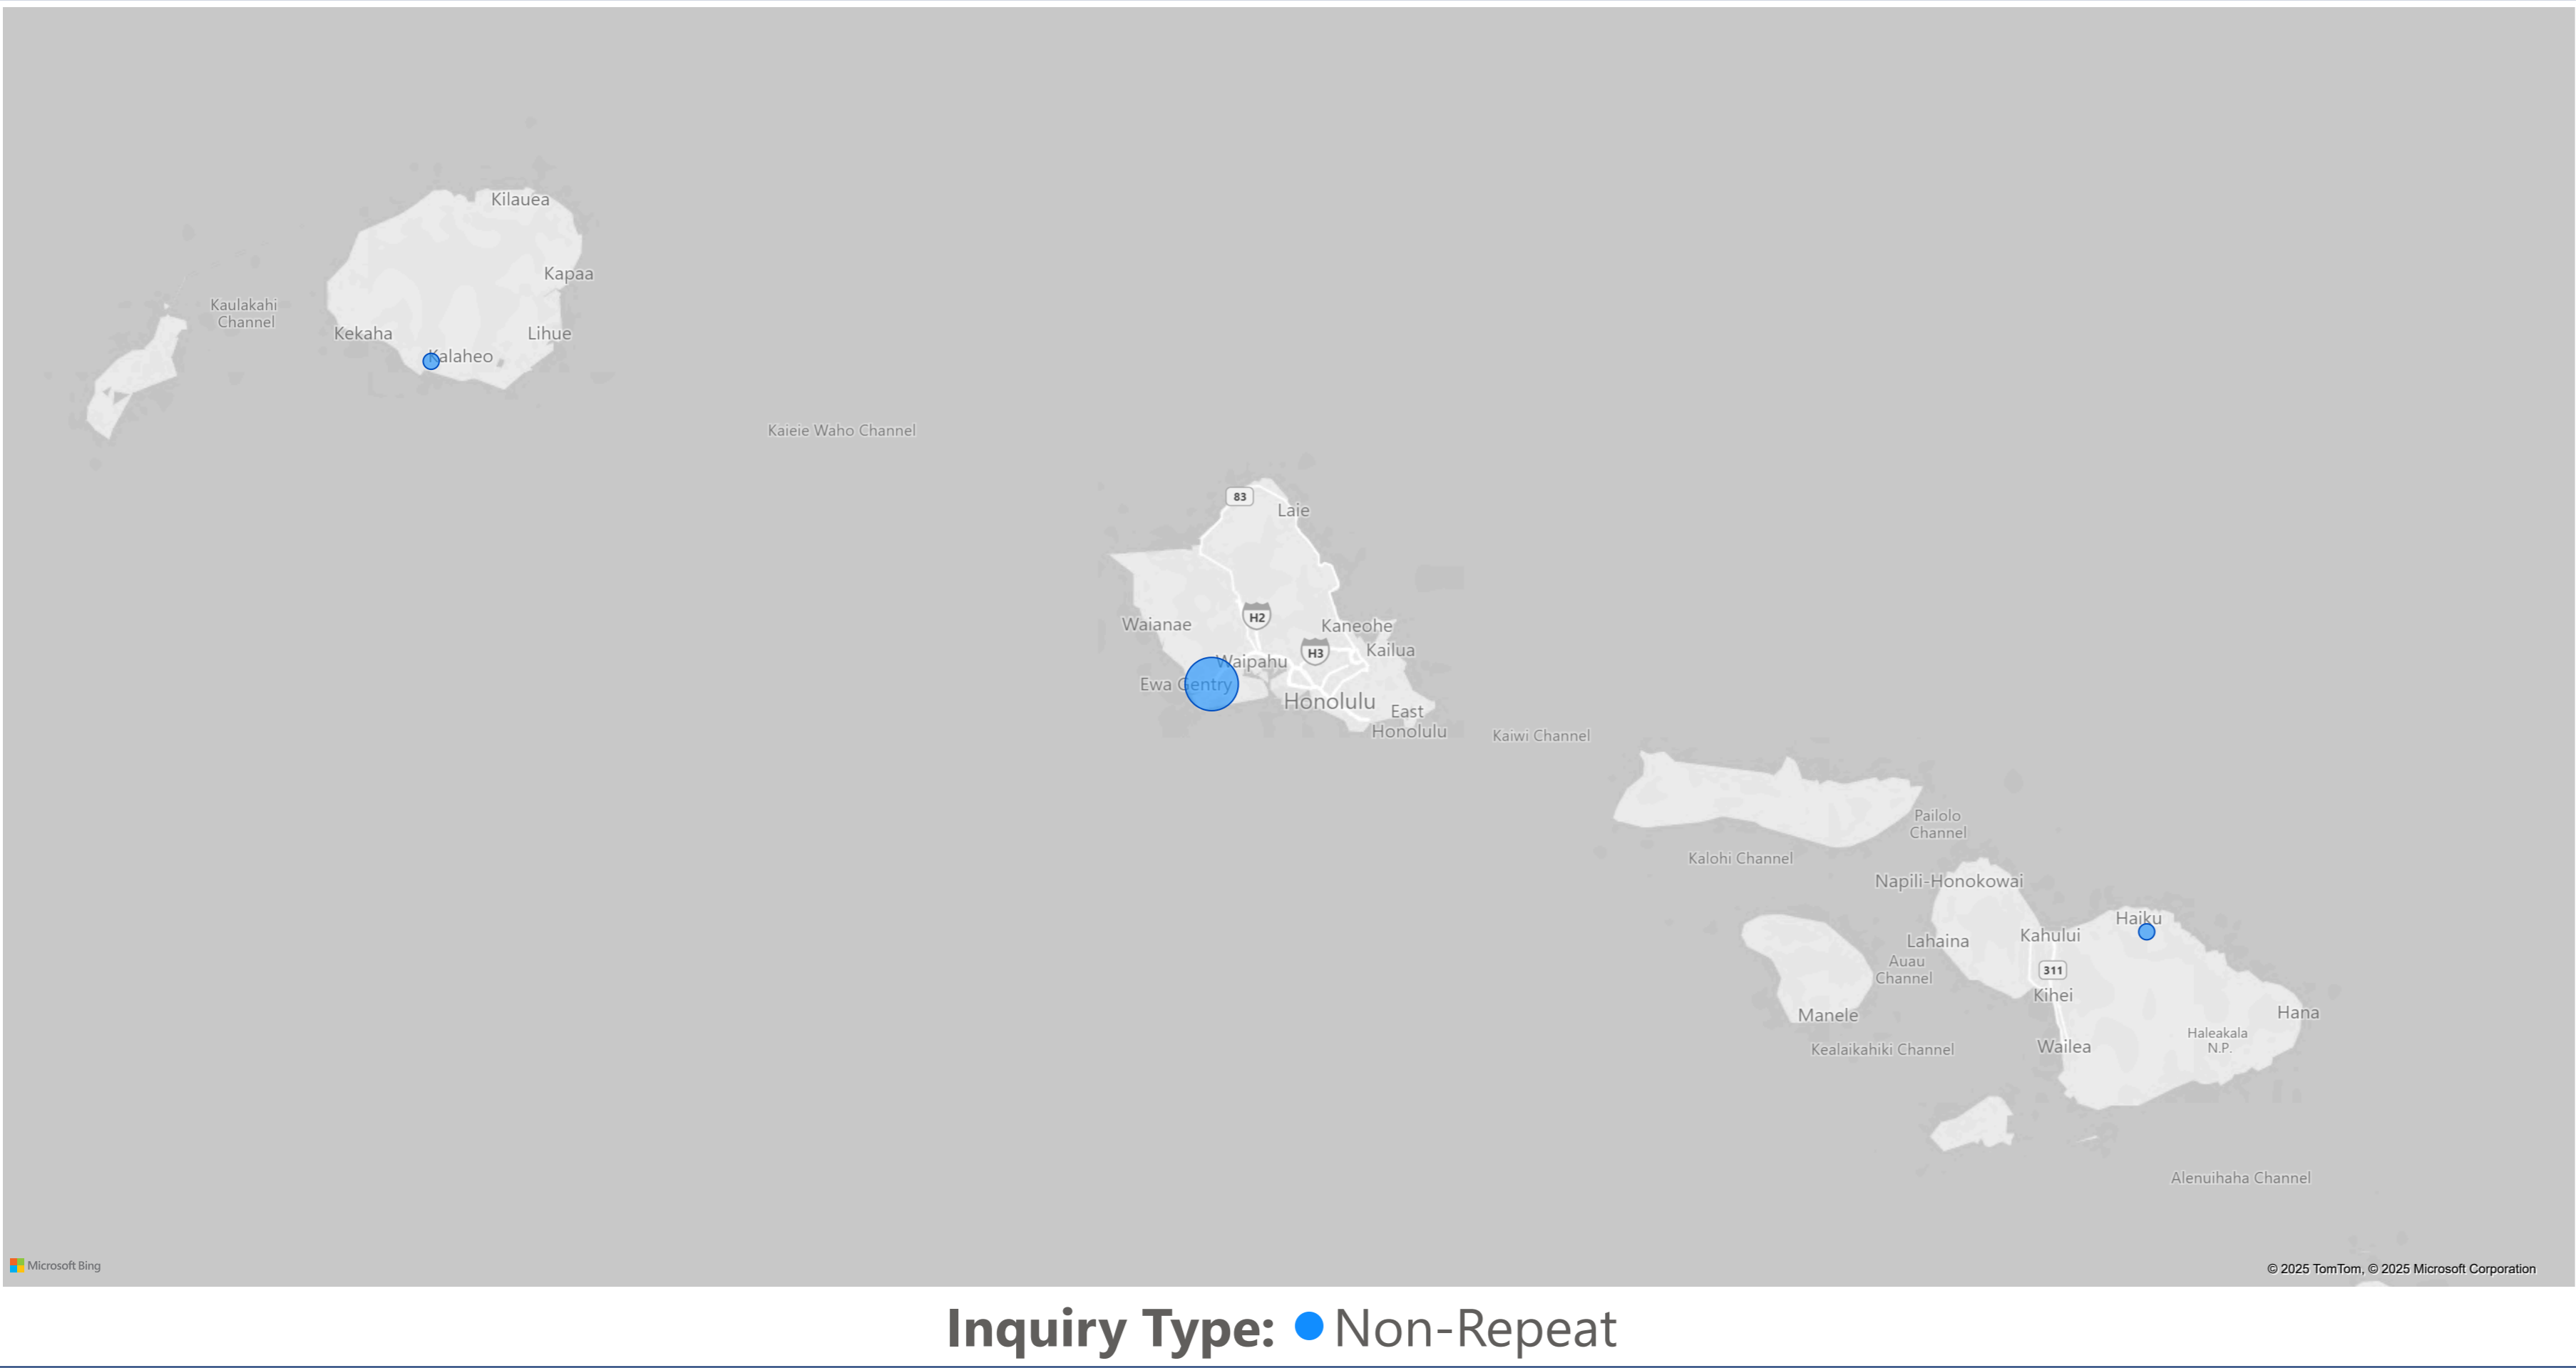 Kilauea
Kapaa
Kaulakahi
Channel
Kekaha
Lihue
Kalaheo
Kaieie Waho Channel
83
Laie
H2
Waianae
Kaneohe
H3
Kailua
Waipahu
Ewa Gentry
Honolulu
East
Honolulu
Kaiwi Channel
Pailolo
Channel
Kalohi Channel
Napili-Honokowai
Haiku
Kahului
Lahaina
Auau
Channel
311
Kihei
Hana
Manele
Haleakala
N.P.
Kealaikahiki Channel
Wailea
Alenuihaha Channel
Microsoft Bing
© 2025 TomTom, © 2025 Microsoft Corporation
Inquiry Type: Non-Repeat